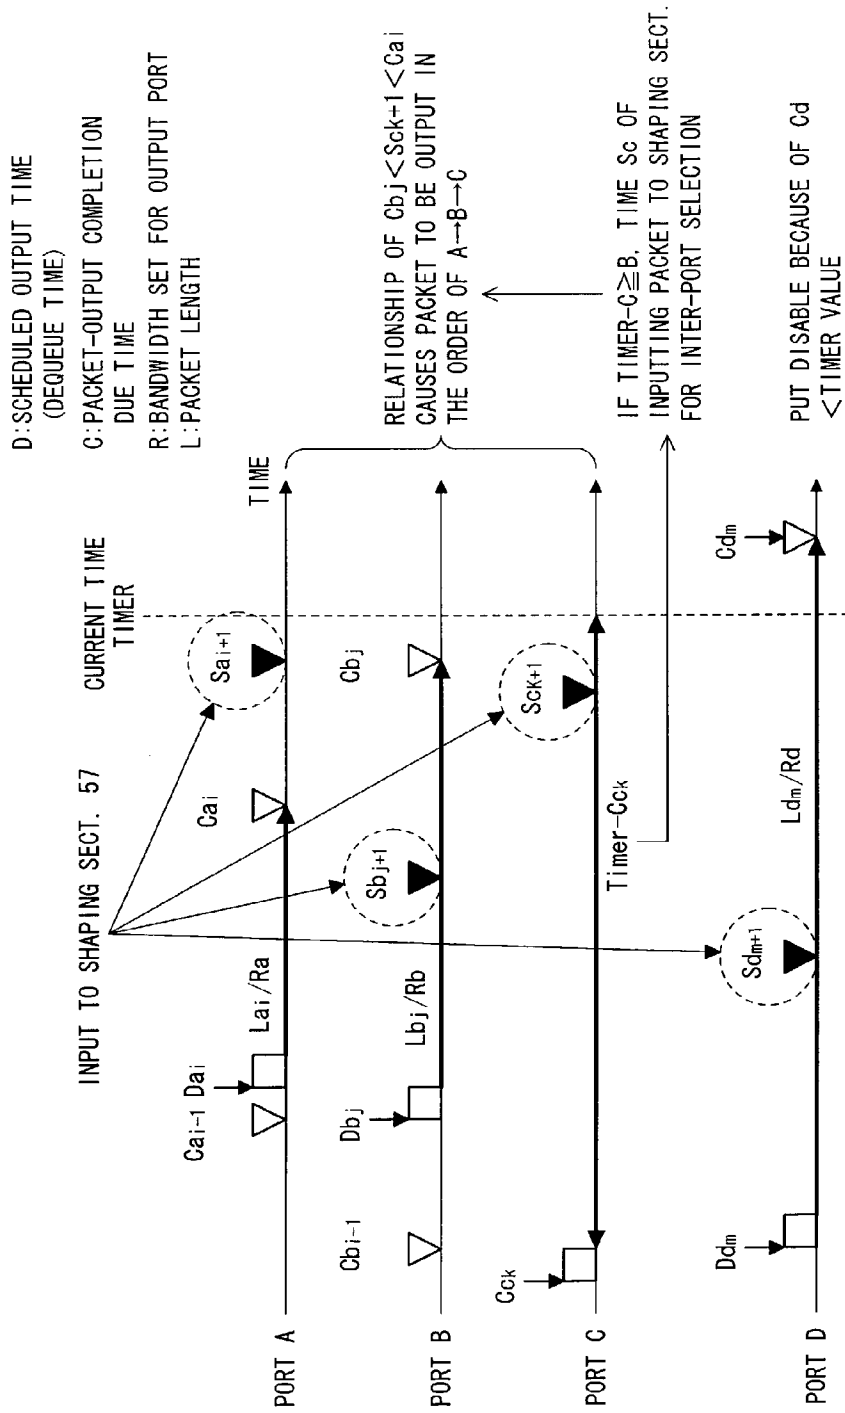 D:SCHEDULED OUTPUT TIME
(DEQUEUE TIME)
C:PACKET-OUTPUT COMPLETION
DUE TIME
R:BANDWIDTH SET FOR OUTPUT PORT
L:PACKET LENGTH
INPUT TO SHAPING SECT. 57
CURRENT TIME
TIMER
PORT A
Cai-1
Dai
Lai/Ra
Cai
Sai+1
TIME
PORT B
Cbi-1
Dbj
Lbj/Rb
Sbj+1
Cbj
RELATIONSHIP OF Cbj<Sck+1<Cai
CAUSES PACKET TO BE OUTPUT IN
THE ORDER OF A→B→C
PORT C
Cck
Timer-Cck
Sck+1
IF TIMER-C≧B, TIME Sc OF
INPUTTING PACKET TO SHAPING SECT.
FOR INTER-PORT SELECTION
PORT D
Ddm
Sdm+1
Ldm/Rd
Cdm
PUT DISABLE BECAUSE OF Cd
<TIMER VALUE